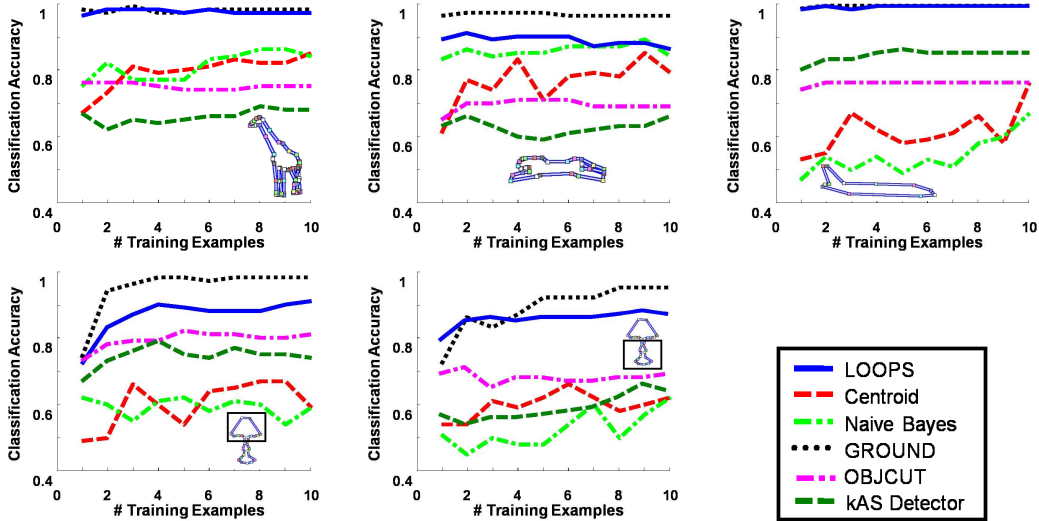 Classification Accuracy
1
0.8
0.6
0.4
0 2 4 6 8 10
# Training Examples
Classification Accuracy
1
0.8
0.6
0.4
0 2 4 6 8 10
# Training Examples
Classification Accuracy
1
0.8
0.6
0.4
0 2 4 6 8 10
# Training Examples
Classification Accuracy
1
0.8
0.6
0.4
0 2 4 6 8 10
# Training Examples
Classification Accuracy
1
0.8
0.6
0.4
0 2 4 6 8 10
# Training Examples
LOOPS
Centroid
Naive Bayes
GROUND
OBJCUT
kAS Detector